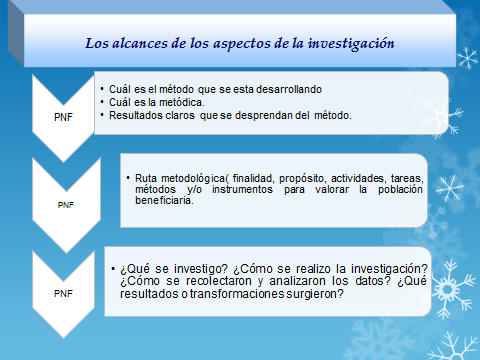 Los alcances de los aspectos de la investigación
PNF
• Cuál es el método que se esta desarrollando
• Cuál es la metódica.
• Resultados claros que se desprendan del método.
PNF
• Ruta metodológica( finalidad, propósito, actividades, tareas,
métodos y/o instrumentos para valorar la población
beneficiaria.
PNF
• ¿Qué se investigo? ¿Cómo se realizo la investigación?
¿Cómo se recolectaron y analizaron los datos? ¿Qué
resultados o transformaciones surgieron?